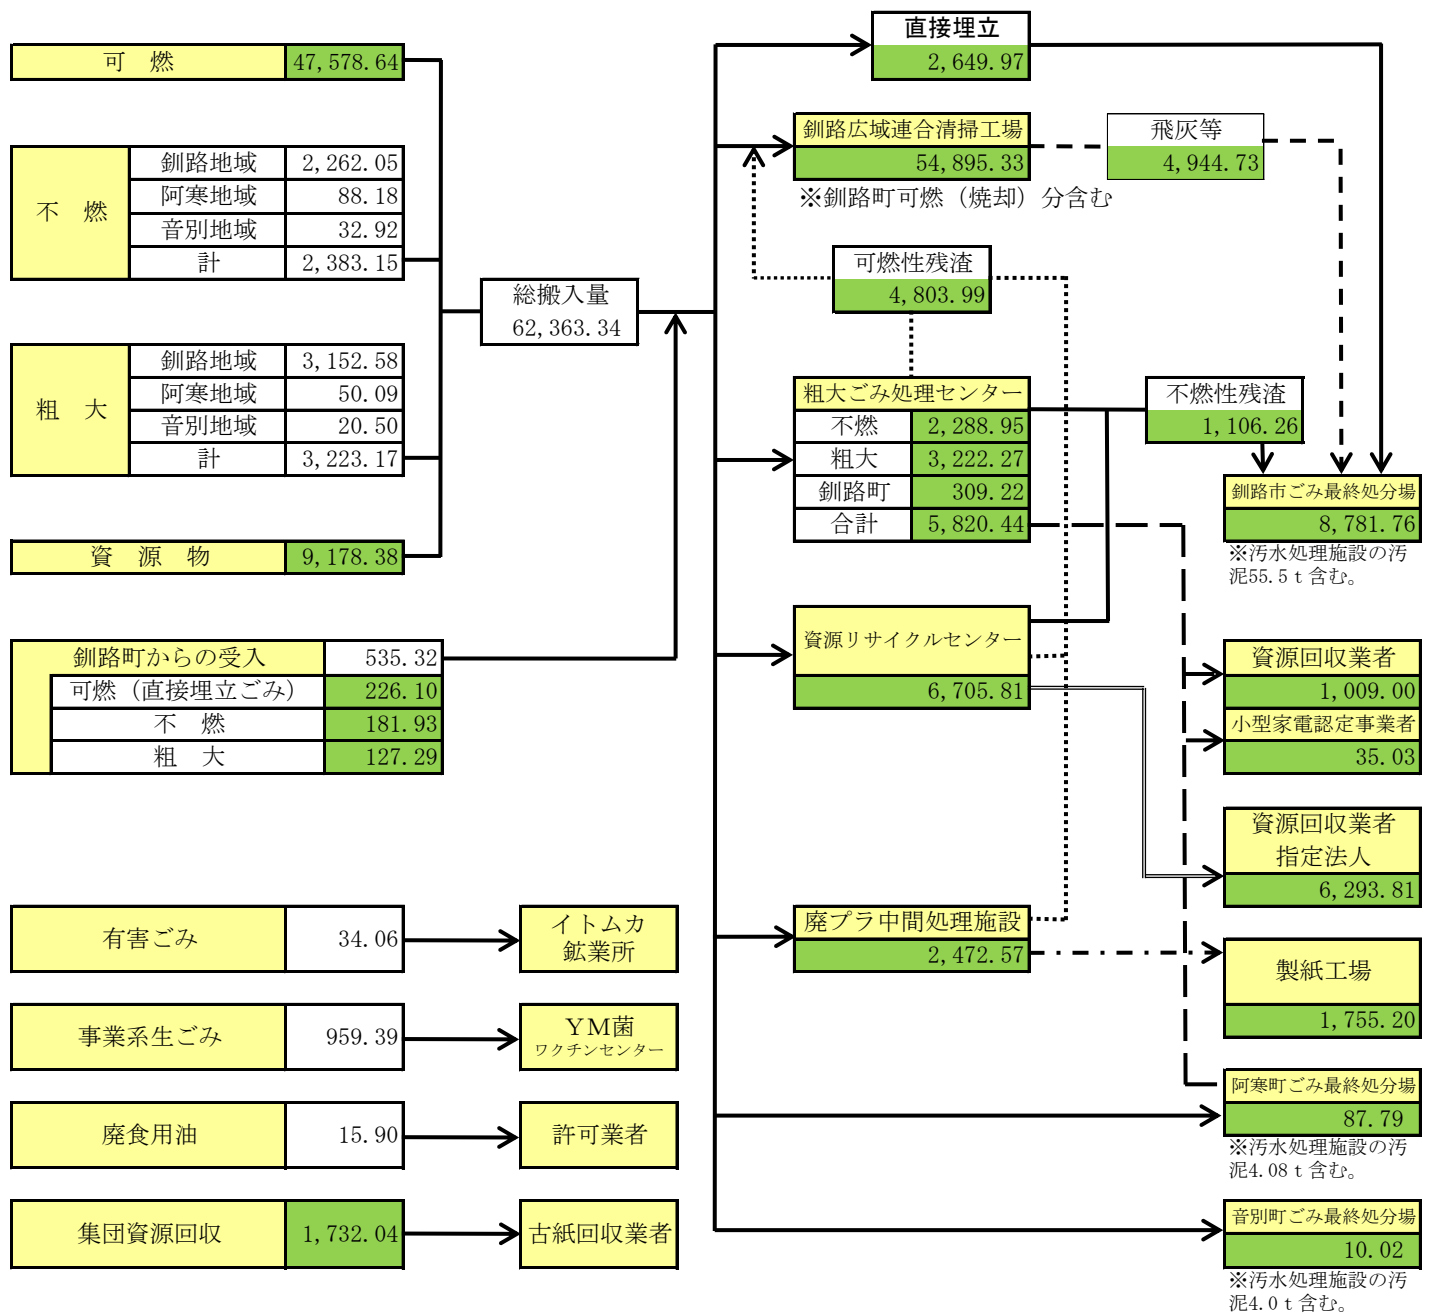 可　燃 47,578.64
不　燃
釧路地域 2,262.05
阿寒地域 88.18
音別地域 32.92
計 2,383.15
粗　大
釧路地域 3,152.58
阿寒地域 50.09
音別地域 20.50
計 3,223.17
資　源　物 9,178.38
釧路町からの受入 535.32
可燃（直接埋立ごみ） 226.10
不　燃 181.93
粗　大 127.29
総搬入量
62,363.34
有害ごみ 34.06
イトムカ
鉱業所
事業系生ごみ 959.39
YM菌
ワクチンセンター
廃食用油 15.90
許可業者
集団資源回収 1,732.04
古紙回収業者
直接埋立
2,649.97
釧路広域連合清掃工場
54,895.33
※釧路町可燃（焼却）分含む
飛灰等
4,944.73
可燃性残渣
4,803.99
粗大ごみ処理センター
不燃 2,288.95
粗大 3,222.27
釧路町 309.22
合計 5,820.44
不燃性残渣
1,106.26
資源リサイクルセンター
6,705.81
廃プラ中間処理施設
2,472.57
釧路市ごみ最終処分場
8,781.76
※汚水処理施設の汚
泥55.5ｔ含む。
資源回収業者
1,009.00
小型家電認定事業者
35.03
資源回収業者
指定法人
6,293.81
製紙工場
1,755.20
阿寒町ごみ最終処分場
87.79
※汚水処理施設の汚
泥4.08ｔ含む。
音別町ごみ最終処分場
10.02
※汚水処理施設の汚
泥4.0ｔ含む。